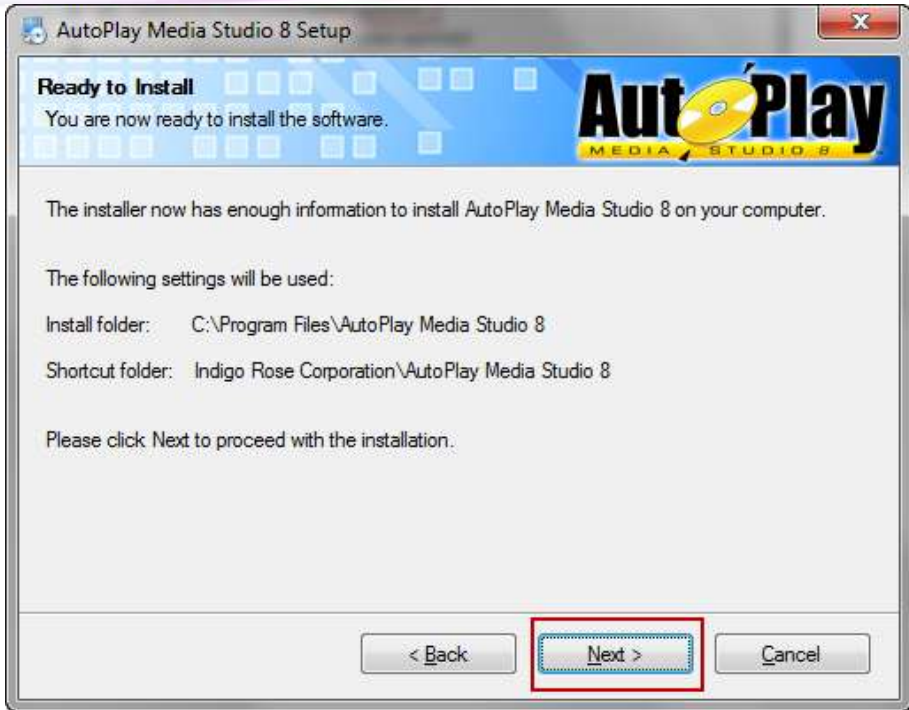 AutoPlay Media Studio 8 Setup
Ready to Install
You are now ready to install the software.
AutoPlay
MEDIA STUDIO 8
The installer now has enough information to install AutoPlay Media Studio 8 on your computer.
The following settings will be used:
Install folder: C:\Program Files\AutoPlay Media Studio 8
Shortcut folder: Indigo Rose Corporation\AutoPlay Media Studio 8
Please click Next to proceed with the installation.
< Back
Next >
Cancel